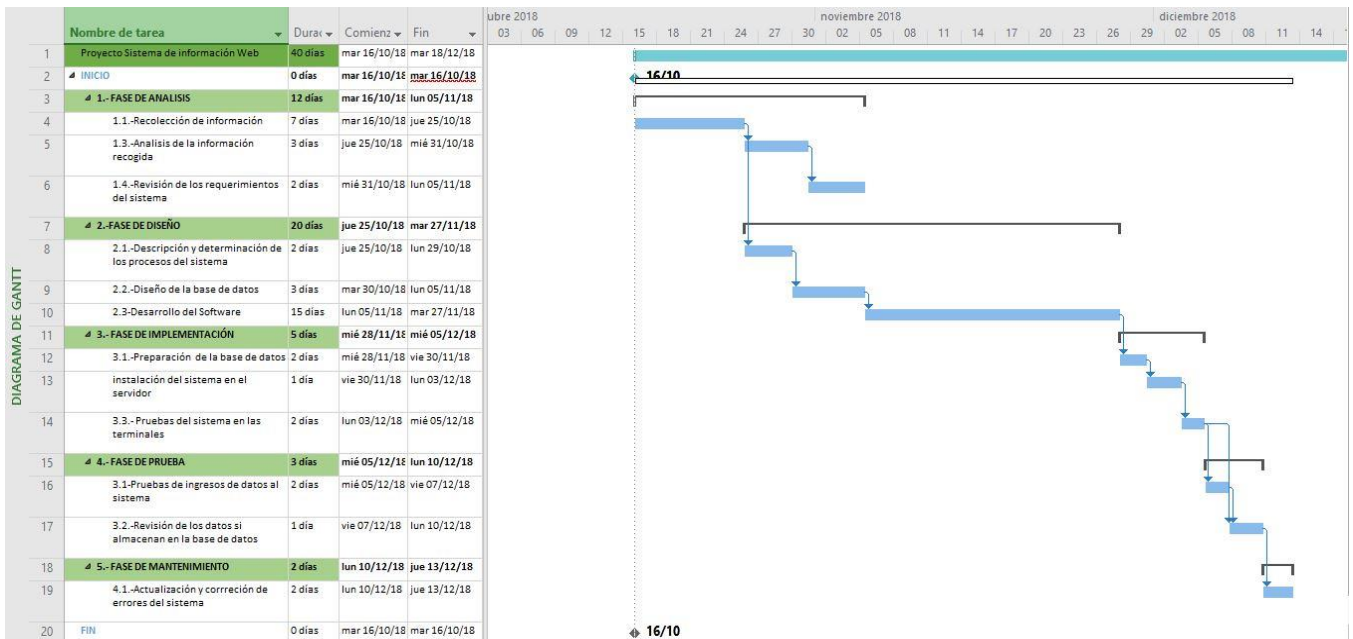 ubre 2018 noviembre 2018 diciembre 2018
Nombre de tarea Durac Comienz Fin 03 06 09 12 15 18 21 24 27 30 02 05 08 11 14 17 20 23 26 29 02 05 08 11 14
1 Proyecto Sistema de información Web 40 días mar 16/10/18 mar 18/12/18
2 INICIO 0 días mar 16/10/18 mar 16/10/18 16/10
3 1.- FASE DE ANALISIS 12 días mar 16/10/18 lun 05/11/18
4 1.1.-Recolección de información 7 días mar 16/10/18 jue 25/10/18
5 1.3.-Analisis de la información 3 días jue 25/10/18 mié 31/10/18
recogida
6 1.4.-Revisión de los requerimientos 2 días mié 31/10/18 lun 05/11/18
del sistema
7 2.-FASE DE DISEÑO 20 días jue 25/10/18 mar 27/11/18
8 2.1.-Descripción y determinación de 2 días jue 25/10/18 lun 29/10/18
los procesos del sistema
9 2.2.-Diseño de la base de datos 3 días mar 30/10/18 lun 05/11/18
10 2.3-Desarrollo del Software 15 días lun 05/11/18 mar 27/11/18
11 3.- FASE DE IMPLEMENTACIÓN 5 días mié 28/11/18 mié 05/12/18
12 3.1.-Preparación de la base de datos 2 días mié 28/11/18 vie 30/11/18
13 instalación del sistema en el 1 día vie 30/11/18 lun 03/12/18
servidor
14 3.3.- Pruebas del sistema en las 2 días lun 03/12/18 mié 05/12/18
terminales
15 4.- FASE DE PRUEBA 3 días mié 05/12/18 lun 10/12/18
16 3.1-Pruebas de ingresos de datos al 2 días mié 05/12/18 vie 07/12/18
sistema
17 3.2.-Revisión de los datos si 1 día vie 07/12/18 lun 10/12/18
almacenan en la base de datos
18 5.- FASE DE MANTENIMIENTO 2 días lun 10/12/18 jue 13/12/18
19 4.1.-Actualización y corrreción de 2 días lun 10/12/18 jue 13/12/18
errores del sistema
20 FIN 0 días mar 16/10/18 mar 16/10/18 16/10
DIAGRAMA DE GANTT